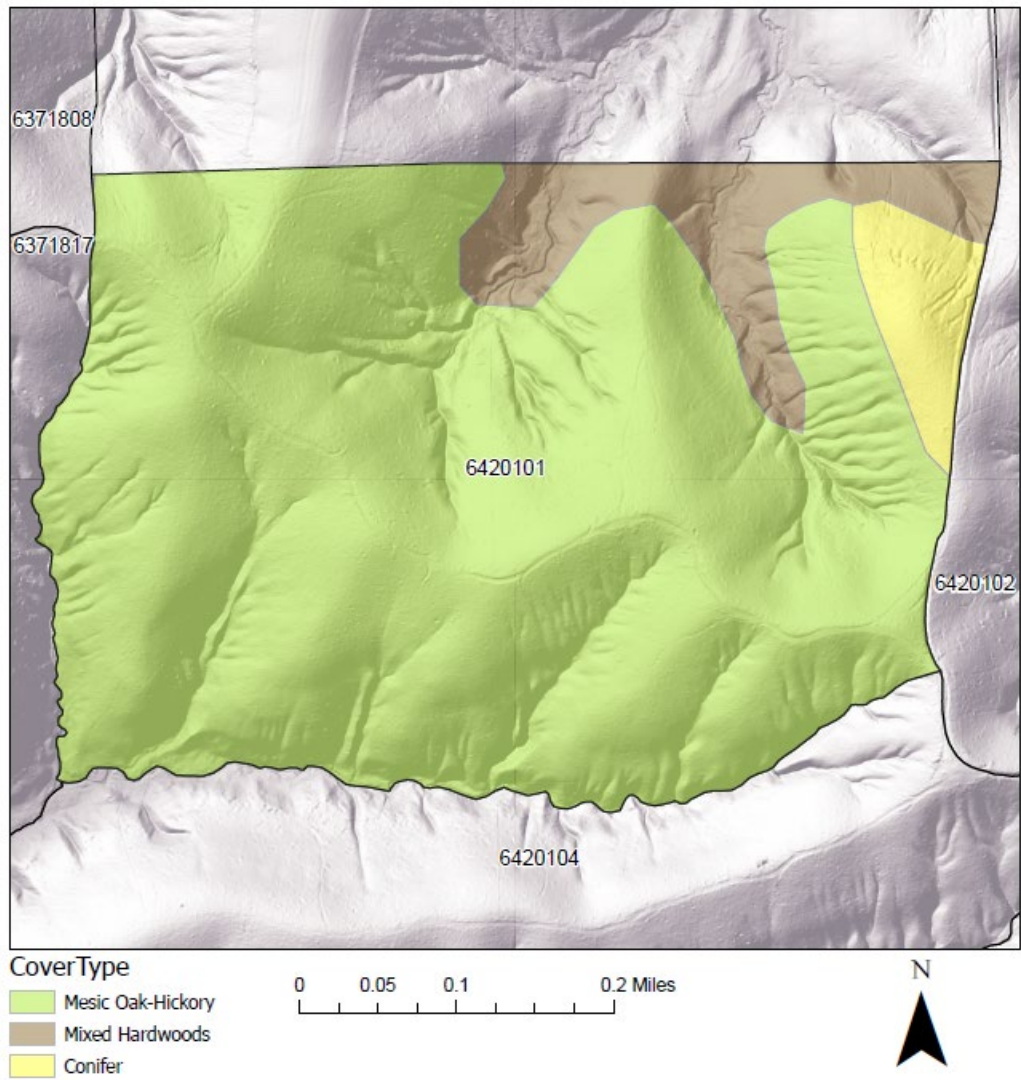 6371808
6371817
6420101
6420102
6420104
CoverType
Mesic Oak-Hickory
Mixed Hardwoods
Conifer
0 0.05 0.1 0.2 Miles
N